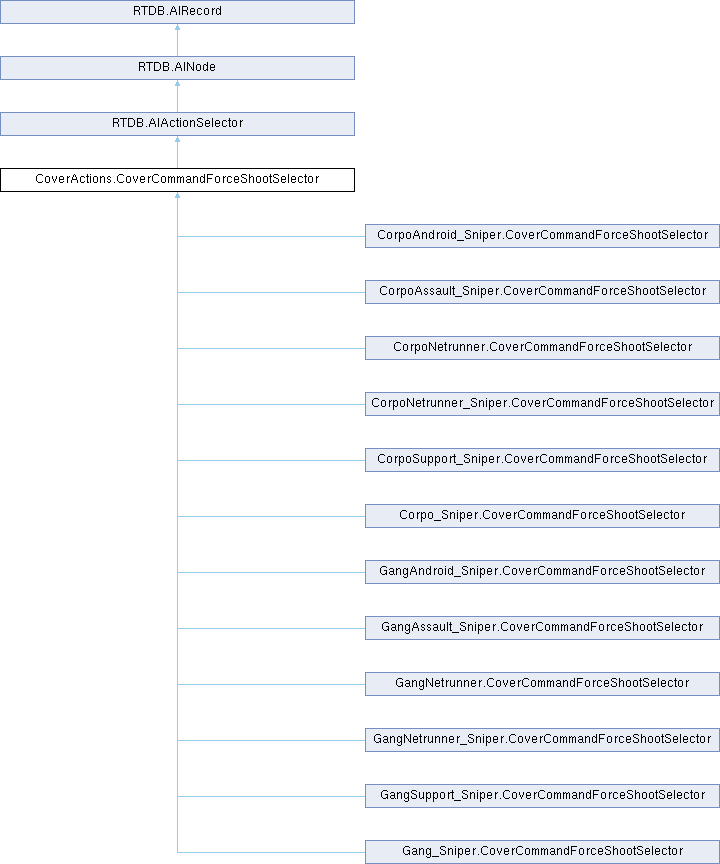 RTDB.AIRecord
RTDB.AINode
RTDB.AIActionSelector
CoverActions.CoverCommandForceShootSelector
CorpoAndroid_Sniper.CoverCommandForceShootSelector
CorpoAssault_Sniper.CoverCommandForceShootSelector
CorpoNetrunner.CoverCommandForceShootSelector
CorpoNetrunner_Sniper.CoverCommandForceShootSelector
CorpoSupport_Sniper.CoverCommandForceShootSelector
Corpo_Sniper.CoverCommandForceShootSelector
GangAndroid_Sniper.CoverCommandForceShootSelector
GangAssault_Sniper.CoverCommandForceShootSelector
GangNetrunner.CoverCommandForceShootSelector
GangNetrunner_Sniper.CoverCommandForceShootSelector
GangSupport_Sniper.CoverCommandForceShootSelector
Gang_Sniper.CoverCommandForceShootSelector